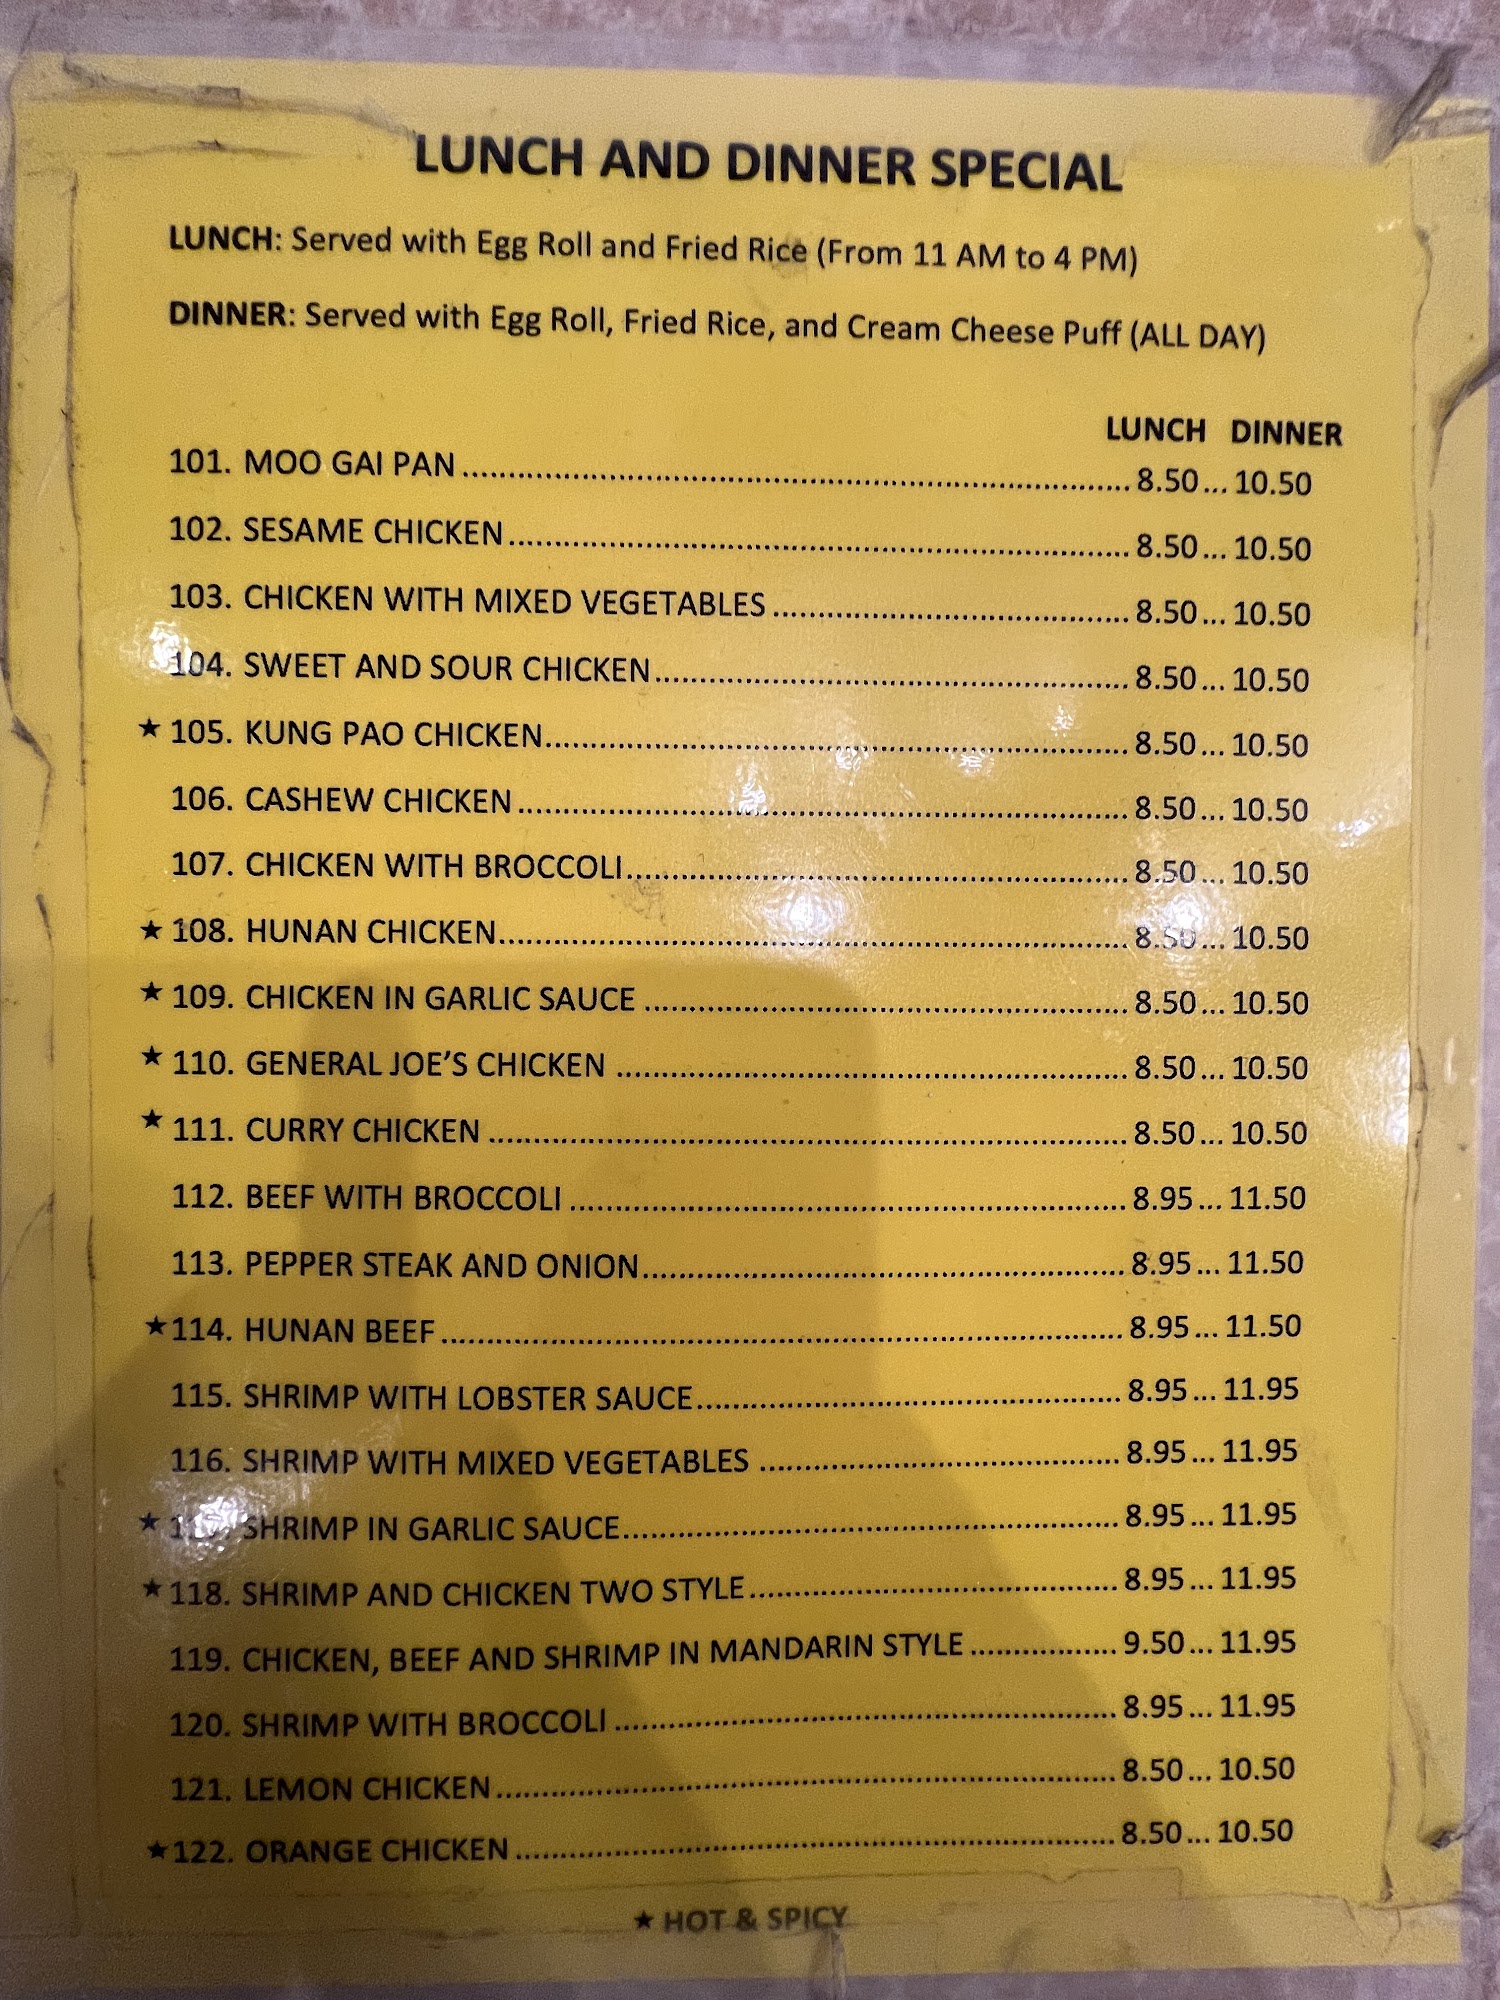 LUNCH AND DINNER SPECIAL
LUNCH: Served with Egg Roll and Fried Rice (From 11 AM to 4 PM)
DINNER: Served with Egg Roll, Fried Rice, and Cream Cheese Puff (ALL DAY)
LUNCH DINNER
101. MOO GAI PAN ... 8.50 ... 10.50
102. SESAME CHICKEN ... 8.50 ... 10.50
103. CHICKEN WITH MIXED VEGETABLES ... 8.50 ... 10.50
104. SWEET AND SOUR CHICKEN ... 8.50 ... 10.50
★ 105. KUNG PAO CHICKEN ... 8.50 ... 10.50
106. CASHEW CHICKEN ... 8.50 ... 10.50
107. CHICKEN WITH BROCCOLI ... 8.50 ... 10.50
★ 108. HUNAN CHICKEN ... 8.50 ... 10.50
★ 109. CHICKEN IN GARLIC SAUCE ... 8.50 ... 10.50
★ 110. GENERAL JOE'S CHICKEN ... 8.50 ... 10.50
★ 111. CURRY CHICKEN ... 8.50 ... 10.50
112. BEEF WITH BROCCOLI ... 8.95 ... 11.50
113. PEPPER STEAK AND ONION ... 8.95 ... 11.50
★ 114. HUNAN BEEF ... 8.95 ... 11.50
115. SHRIMP WITH LOBSTER SAUCE ... 8.95 ... 11.95
116. SHRIMP WITH MIXED VEGETABLES ... 8.95 ... 11.95
★ SHRIMP IN GARLIC SAUCE ... 8.95 ... 11.95
★ 118. SHRIMP AND CHICKEN TWO STYLE ... 8.95 ... 11.95
119. CHICKEN, BEEF AND SHRIMP IN MANDARIN STYLE ... 9.50 ... 11.95
120. SHRIMP WITH BROCCOLI ... 8.95 ... 11.95
121. LEMON CHICKEN ... 8.50 ... 10.50
★ 122. ORANGE CHICKEN ... 8.50 ... 10.50
★ HOT & SPICY